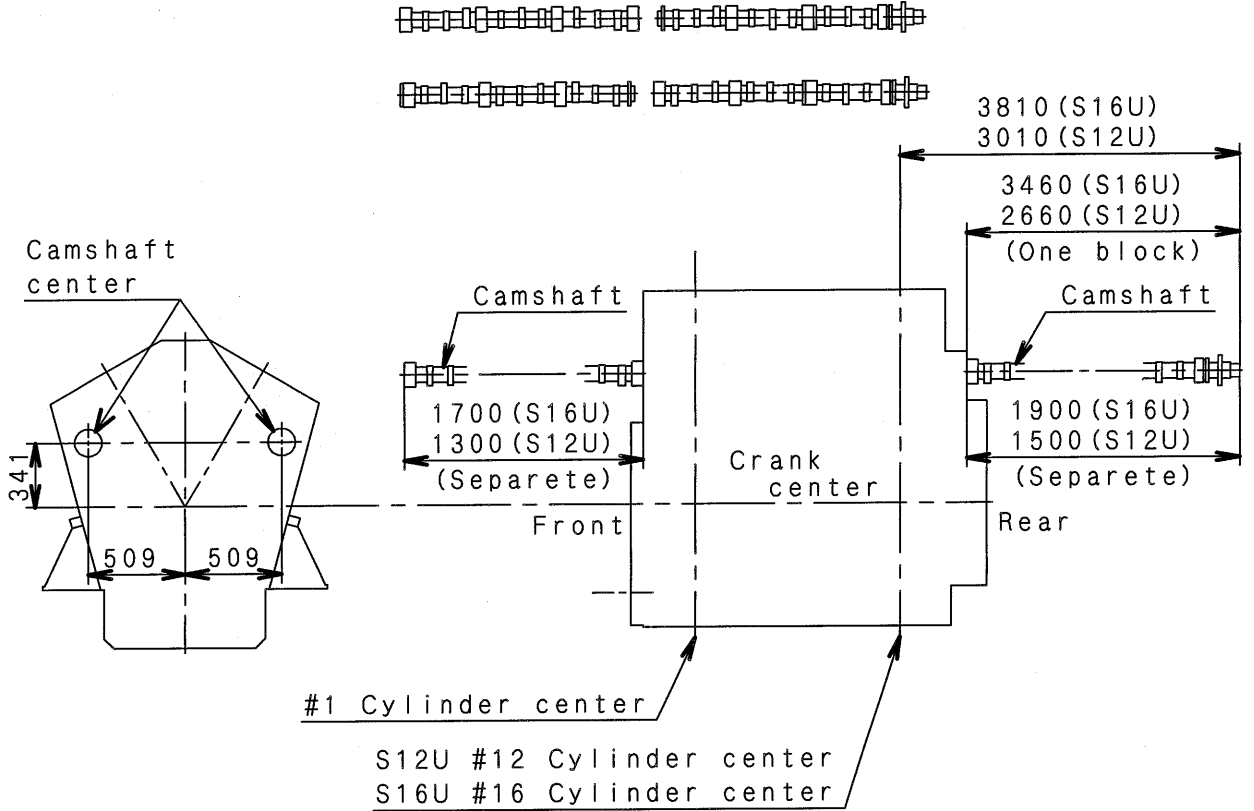 3810(S16U)
3010(S12U)
3460(S16U)
2660(S12U)
(One block)
Camshaft
center
Camshaft
Camshaft
1700(S16U)
1300(S12U)
(Separete)
1900(S16U)
1500(S12U)
(Separete)
341
Crank
center
Front
Rear
509
509
#1 Cylinder center
S12U #12 Cylinder center
S16U #16 Cylinder center